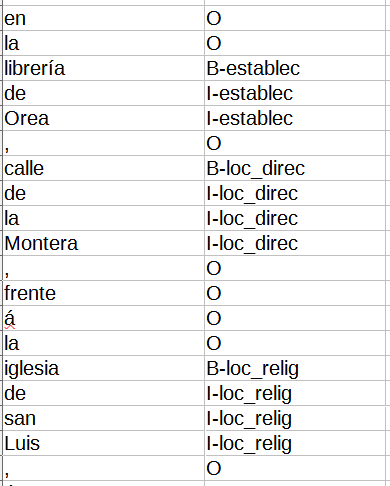 en O
la O
librería B-establec
de I-establec
Orea I-establec
, O
calle B-loc_direc
de I-loc_direc
la I-loc_direc
Montera I-loc_direc
, O
frente O
á O
la O
iglesia B-loc_relig
de I-loc_relig
san I-loc_relig
Luis I-loc_relig
, O